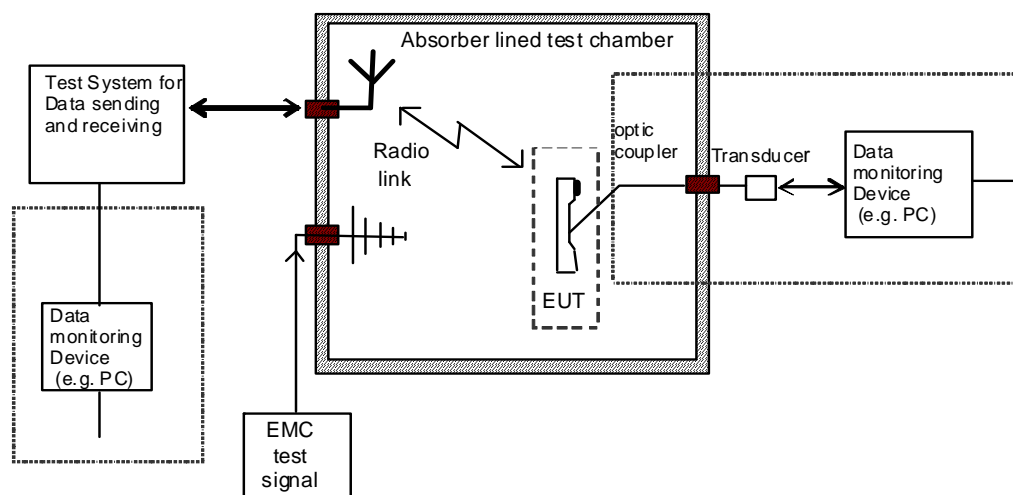 Absorber lined test chamber
Test System for
Data sending
and receiving
Radio
link
optic
coupler
Transducer
Data
monitoring
Device
(e.g. PC)
EUT
Data
monitoring
Device
(e.g. PC)
EMC
test
signal